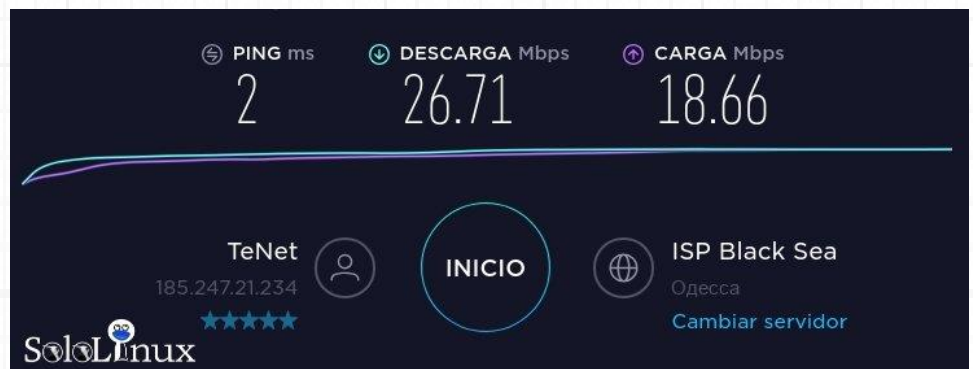 PING ms
2
DESCARGA Mbps
26.71
CARGA Mbps
18.66
TeNet
185.247.21.234
INICIO
ISP Black Sea
Одесса
Cambiar servidor
SoloLinux